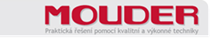 MOUDER
Praktická řešení pomocí kvalitní a výkonné techniky